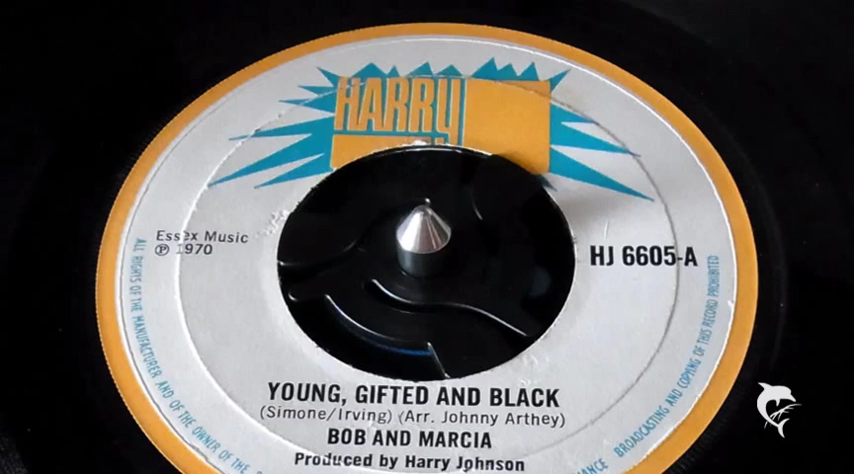 HARRY
Essex Music
℗ 1970
HJ 6605-A
YOUNG, GIFTED AND BLACK
(Simone/Irving) (Arr. Johnny Arthey)
BOB AND MARCIA
Produced by Harry Johnson
ALL RIGHTS OF THE MANUFACTURER AND OF THE OWNER OF THE
BROADCASTING AND COPYING OF THIS RECORD PROHIBITED